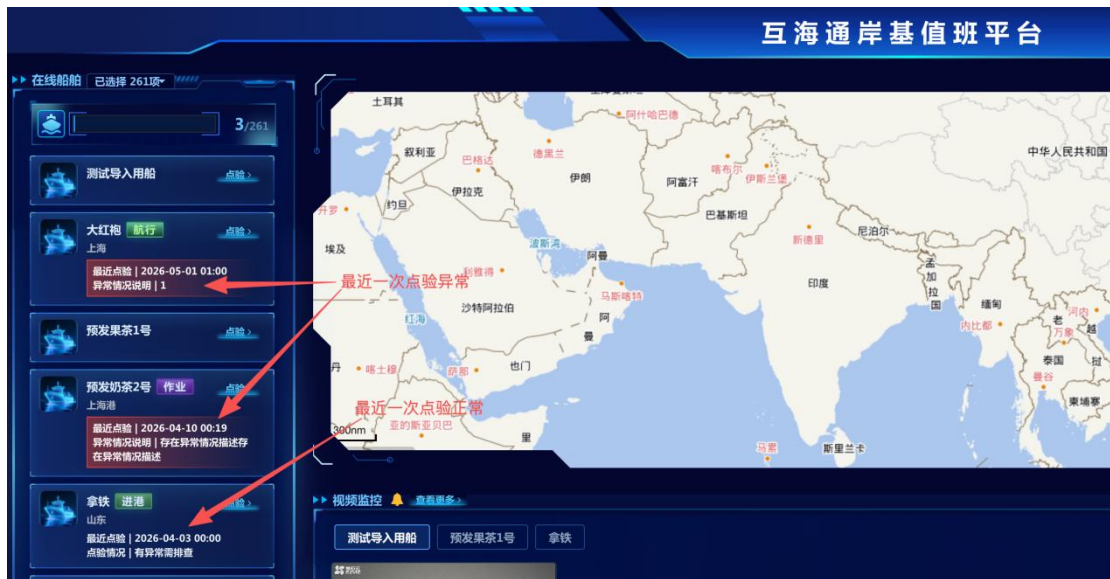 互海通岸基值班平台
在线船舶 已选择 261项
3/261
测试导入用船 点验
大红袍 航行 点验
上海
最近点验 | 2026-05-01 01:00
异常情况说明 | 1
预发果茶1号 点验
预发奶茶2号 作业 点验
上海港
最近点验 | 2026-04-10 00:19
异常情况说明 | 存在异常情况描述存
在异常情况描述
拿铁 进港 点验
山东
最近点验 | 2026-04-03 00:00
点验情况 | 有异常需排查
最近一次点验异常
最近一次点验正常
土耳其
阿什哈巴德
叙利亚
巴格达
德黑兰
中华人民共和国
喀布尔
伊斯兰堡
伊拉克
伊朗
阿富汗
约旦
开罗
巴基斯坦
新德里
尼泊尔
埃及
波斯湾
阿曼
利雅得
孟加拉国
印度
马斯喀特
缅甸
河内
沙特阿拉伯
红海
阿曼
内比都
老
越
万象
丹
喀土穆
萨那
也门
泰国
曼谷
柬埔寨
亚的斯亚贝巴
300nm
里
马累
斯里兰卡
视频监控 查看更多
测试导入用船 预发果茶1号 拿铁